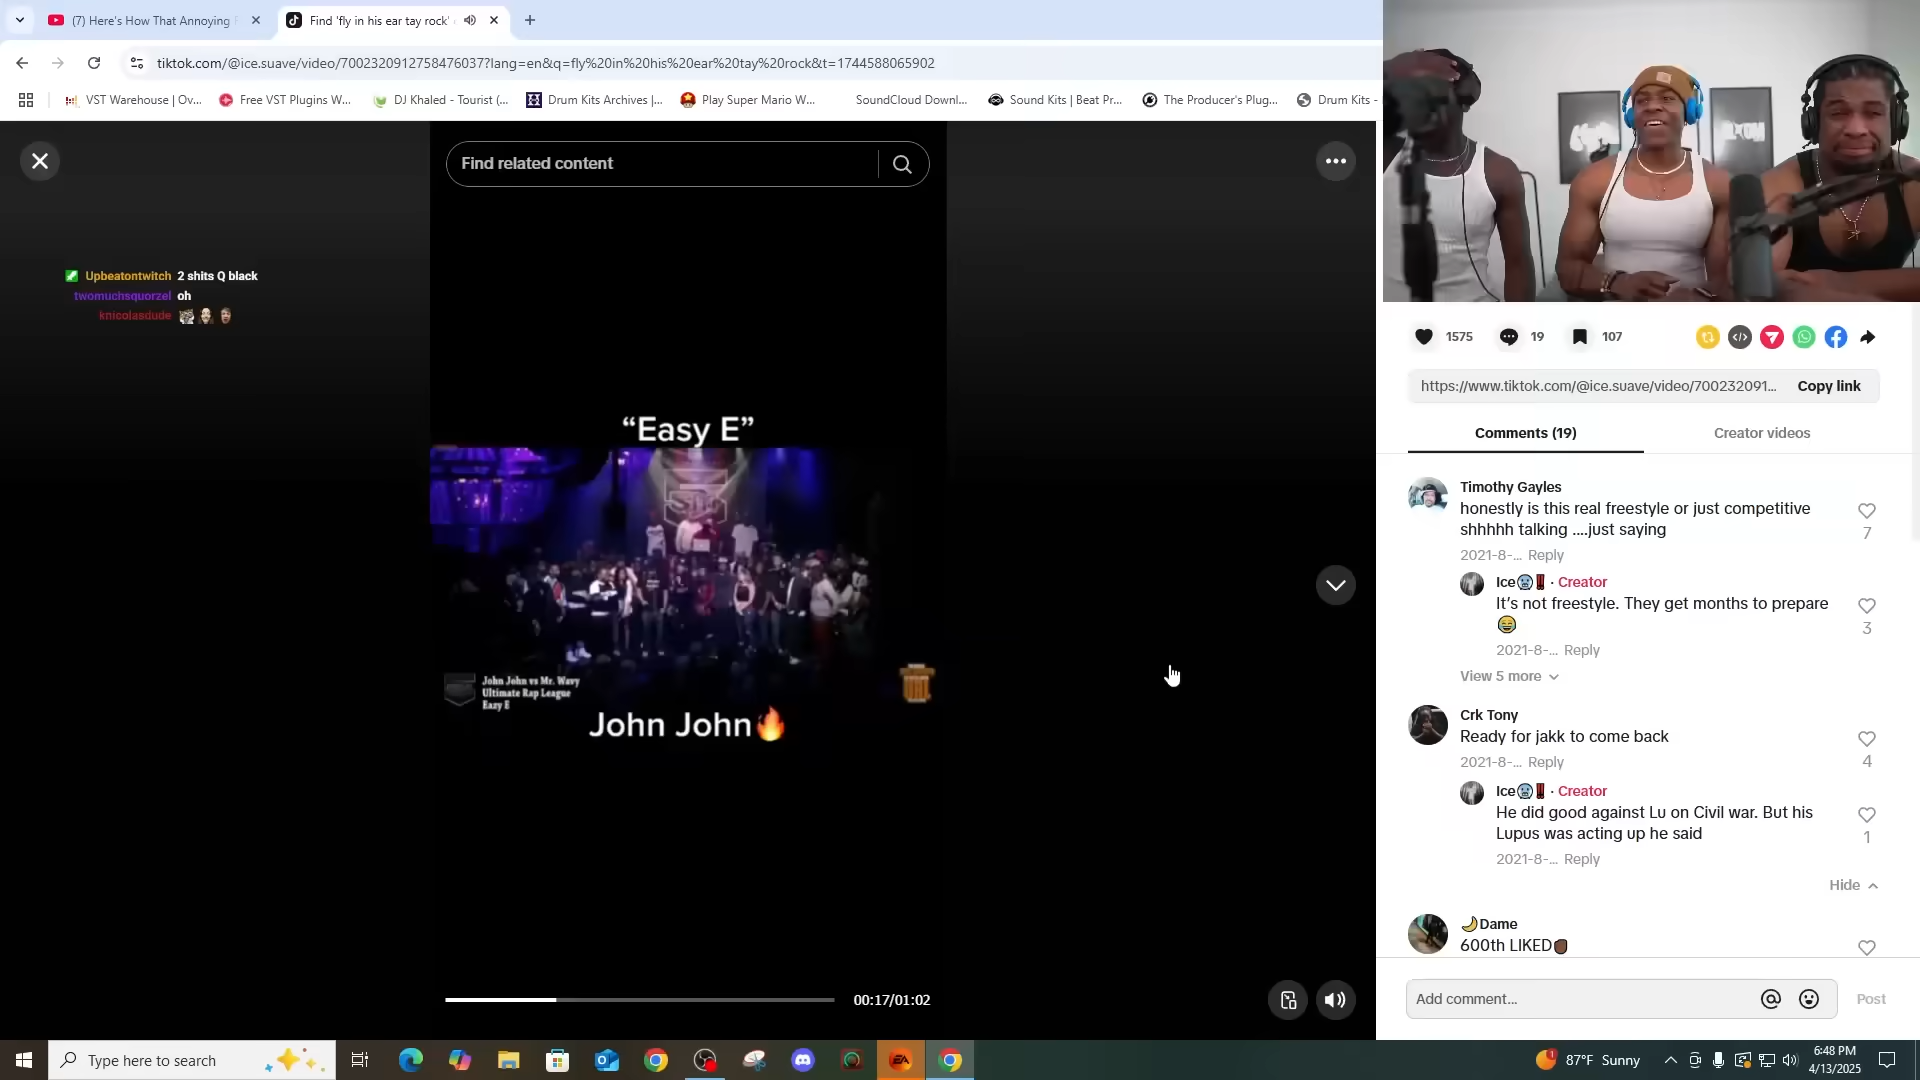 (7) Here's How That Annoying
Find 'fly in his ear tay rock'
tiktok.com/@ice.suave/video/7002320912758476037?lang=en&q=fly%20in%20his%20ear%20tay%20rock&t=1744588065902
VST Warehouse | Ov...
Free VST Plugins W...
DJ Khaled - Tourist (...
Drum Kits Archives |...
Play Super Mario W...
SoundCloud Downl...
Sound Kits | Beat Pr...
The Producer's Plug...
Drum Kits -
Find related content
Upbeatontwitch 2 shits Q black
twomuchsquorzel oh
knicolasdude
“Easy E”
John John vs Mr. Wavy
Ultimate Rap League
Eazy E
John John🔥
00:17/01:02
1575
19
107
https://www.tiktok.com/@ice.suave/video/700232091...
Copy link
Comments (19)
Creator videos
Timothy Gayles
honestly is this real freestyle or just competitive
shhhhh talking ....just saying
7
2021-8-... Reply
Ice🥶‼️ · Creator
It’s not freestyle. They get months to prepare
😂
3
2021-8-... Reply
View 5 more
Crk Tony
Ready for jakk to come back
4
2021-8-... Reply
Ice🥶‼️ · Creator
He did good against Lu on Civil war. But his
Lupus was acting up he said
1
2021-8-... Reply
Hide
🌙Dame
600th LIKED
Add comment...
Post
Type here to search
EA
87°F Sunny
6:48 PM
4/13/2025